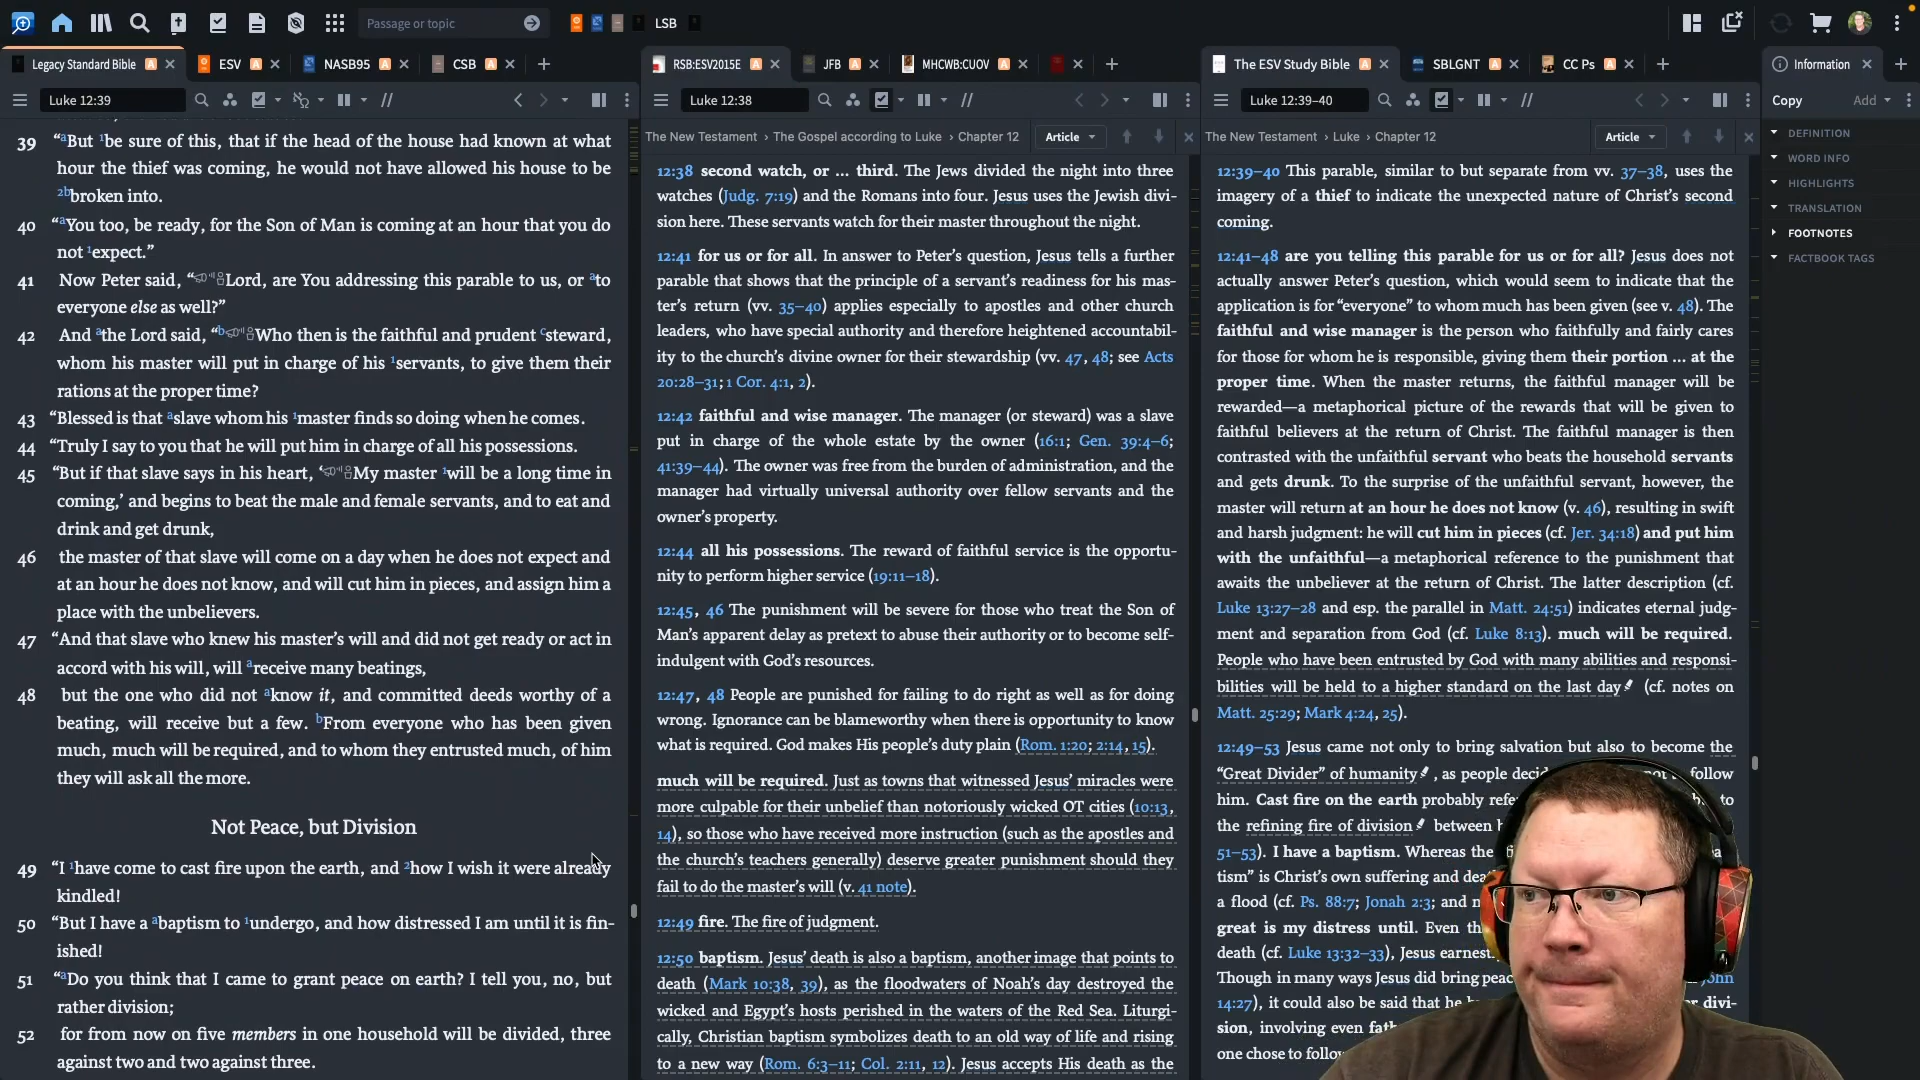 Passage or topic
LSB
Legacy Standard Bible A
ESV A
NASB95 A
CSB A
RSB:ESV2015E A
JFB A
MHCWB:CUOV A
The ESV Study Bible A
SBLGNT A
CC Ps A
Information
Luke 12:39
Luke 12:38
Luke 12:39–40
Copy
Add
39 “aBut 1be sure of this, that if the head of the house had known at what
hour the thief was coming, he would not have allowed his house to be
2bbroken into.
40 “aYou too, be ready, for the Son of Man is coming at an hour that you do
not 1expect.”
41 Now Peter said, “Lord, are You addressing this parable to us, or ato
everyone else as well?”
42 And athe Lord said, “bWho then is the faithful and prudent csteward,
whom his master will put in charge of his 1servants, to give them their
rations at the proper time?
43 “Blessed is that aslave whom his 1master finds so doing when he comes.
44 “Truly I say to you that he will put him in charge of all his possessions.
45 “But if that slave says in his heart, ‘My master 1will be a long time in
coming,’ and begins to beat the male and female servants, and to eat and
drink and get drunk,
46 the master of that slave will come on a day when he does not expect and
at an hour he does not know, and will cut him in pieces, and assign him a
place with the unbelievers.
47 “And that slave who knew his master’s will and did not get ready or act in
accord with his will, will areceive many beatings,
48 but the one who did not aknow it, and committed deeds worthy of a
beating, will receive but a few. bFrom everyone who has been given
much, much will be required, and to whom they entrusted much, of him
they will ask all the more.
Not Peace, but Division
49 “I 1have come to cast fire upon the earth, and 2how I wish it were already
kindled!
50 “But I have a abaptism to 1undergo, and how distressed I am until it is fin-
ished!
51 “aDo you think that I came to grant peace on earth? I tell you, no, but
rather division;
52 for from now on five members in one household will be divided, three
against two and two against three.
The New Testament › The Gospel according to Luke › Chapter 12
Article
12:38 second watch, or ... third. The Jews divided the night into three
watches (Judg. 7:19) and the Romans into four. Jesus uses the Jewish divi-
sion here. These servants watch for their master throughout the night.
12:41 for us or for all. In answer to Peter’s question, Jesus tells a further
parable that shows that the principle of a servant’s readiness for his mas-
ter’s return (vv. 35–40) applies especially to apostles and other church
leaders, who have special authority and therefore heightened accountabil-
ity to the church’s divine owner for their stewardship (vv. 47, 48; see Acts
20:28–31; 1 Cor. 4:1, 2).
12:42 faithful and wise manager. The manager (or steward) was a slave
put in charge of the whole estate by the owner (16:1; Gen. 39:4–6;
41:39–44). The owner was free from the burden of administration, and the
manager had virtually universal authority over fellow servants and the
owner’s property.
12:44 all his possessions. The reward of faithful service is the opportu-
nity to perform higher service (19:11–18).
12:45, 46 The punishment will be severe for those who treat the Son of
Man’s apparent delay as pretext to abuse their authority or to become self-
indulgent with God’s resources.
12:47, 48 People are punished for failing to do right as well as for doing
wrong. Ignorance can be blameworthy when there is opportunity to know
what is required. God makes His people’s duty plain (Rom. 1:20; 2:14, 15).
much will be required. Just as towns that witnessed Jesus’ miracles were
more culpable for their unbelief than notoriously wicked OT cities (10:13,
14), so those who have received more instruction (such as the apostles and
the church’s teachers generally) deserve greater punishment should they
fail to do the master’s will (v. 41 note).
12:49 fire. The fire of judgment.
12:50 baptism. Jesus’ death is also a baptism, another image that points to
death (Mark 10:38, 39), as the floodwaters of Noah’s day destroyed the
wicked and Egypt’s hosts perished in the waters of the Red Sea. Liturgi-
cally, Christian baptism symbolizes death to an old way of life and rising
to a new way (Rom. 6:3–11; Col. 2:11, 12). Jesus accepts His death as the
The New Testament › Luke › Chapter 12
Article
12:39–40 This parable, similar to but separate from vv. 37–38, uses the
imagery of a thief to indicate the unexpected nature of Christ’s second
coming.
12:41–48 are you telling this parable for us or for all? Jesus does not
actually answer Peter’s question, which would seem to indicate that the
application is for “everyone” to whom much has been given (see v. 48). The
faithful and wise manager is the person who faithfully and fairly cares
for those for whom he is responsible, giving them their portion ... at the
proper time. When the master returns, the faithful manager will be
rewarded—a metaphorical picture of the rewards that will be given to
faithful believers at the return of Christ. The faithful manager is then
contrasted with the unfaithful servant who beats the household servants
and gets drunk. To the surprise of the unfaithful servant, however, the
master will return at an hour he does not know (v. 46), resulting in swift
and harsh judgment: he will cut him in pieces (cf. Jer. 34:18) and put him
with the unfaithful—a metaphorical reference to the punishment that
awaits the unbeliever at the return of Christ. The latter description (cf.
Luke 13:27–28 and esp. the parallel in Matt. 24:51) indicates eternal judg-
ment and separation from God (cf. Luke 8:13). much will be required.
People who have been entrusted by God with many abilities and responsi-
bilities will be held to a higher standard on the last day (cf. notes on
Matt. 25:29; Mark 4:24, 25).
12:49–53 Jesus came not only to bring salvation but also to become the
“Great Divider” of humanity, as people decid not to follow
him. Cast fire on the earth probably refe to
the refining fire of division between b
51–53). I have a baptism. Whereas the
tism” is Christ’s own suffering and deat
a flood (cf. Ps. 88:7; Jonah 2:3; and n
great is my distress until. Even th
death (cf. Luke 13:32–33), Jesus earnest
Though in many ways Jesus did bring peac John
14:27), it could also be said that he divi-
sion, involving even fath
one chose to follow
DEFINITION
WORD INFO
HIGHLIGHTS
TRANSLATION
FOOTNOTES
FACTBOOK TAGS